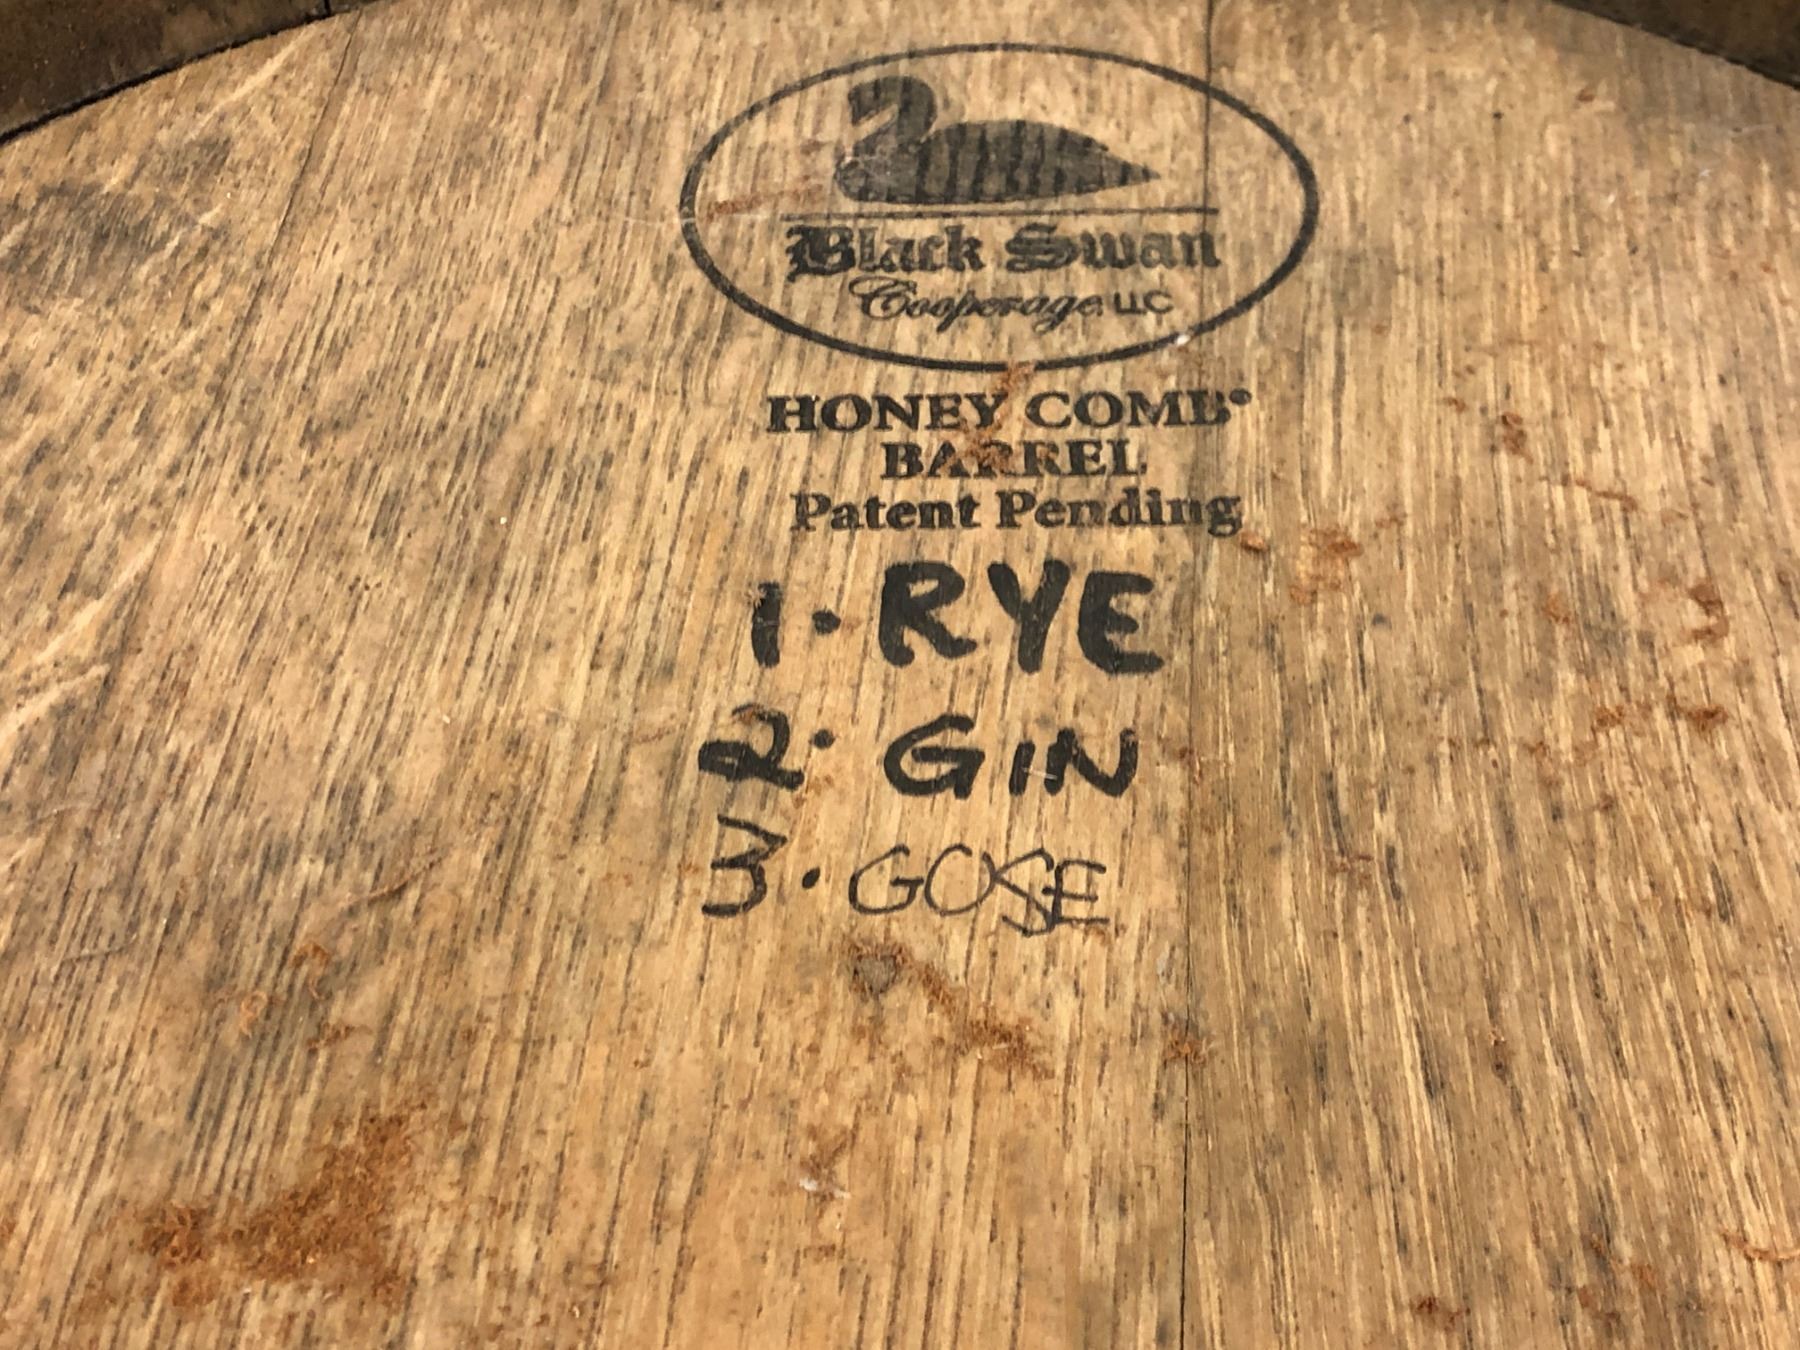 Black Swan
Cooperage LLC
HONEY COMB®
BARREL
Patent Pending
1. RYE
2. GIN
3. GOSE